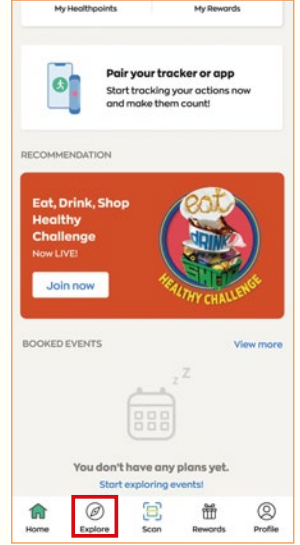 My Healthpoints My Rewards
Pair your tracker or app
Start tracking your actions now
and make them count!
RECOMMENDATION
Eat, Drink, Shop
Healthy
Challenge
Now LIVE!
Join now
eat
DRINK
SHOP
HEALTHY CHALLENGE
BOOKED EVENTS View more
z Z
You don't have any plans yet.
Start exploring events!
Home Explore Scan Rewards Profile